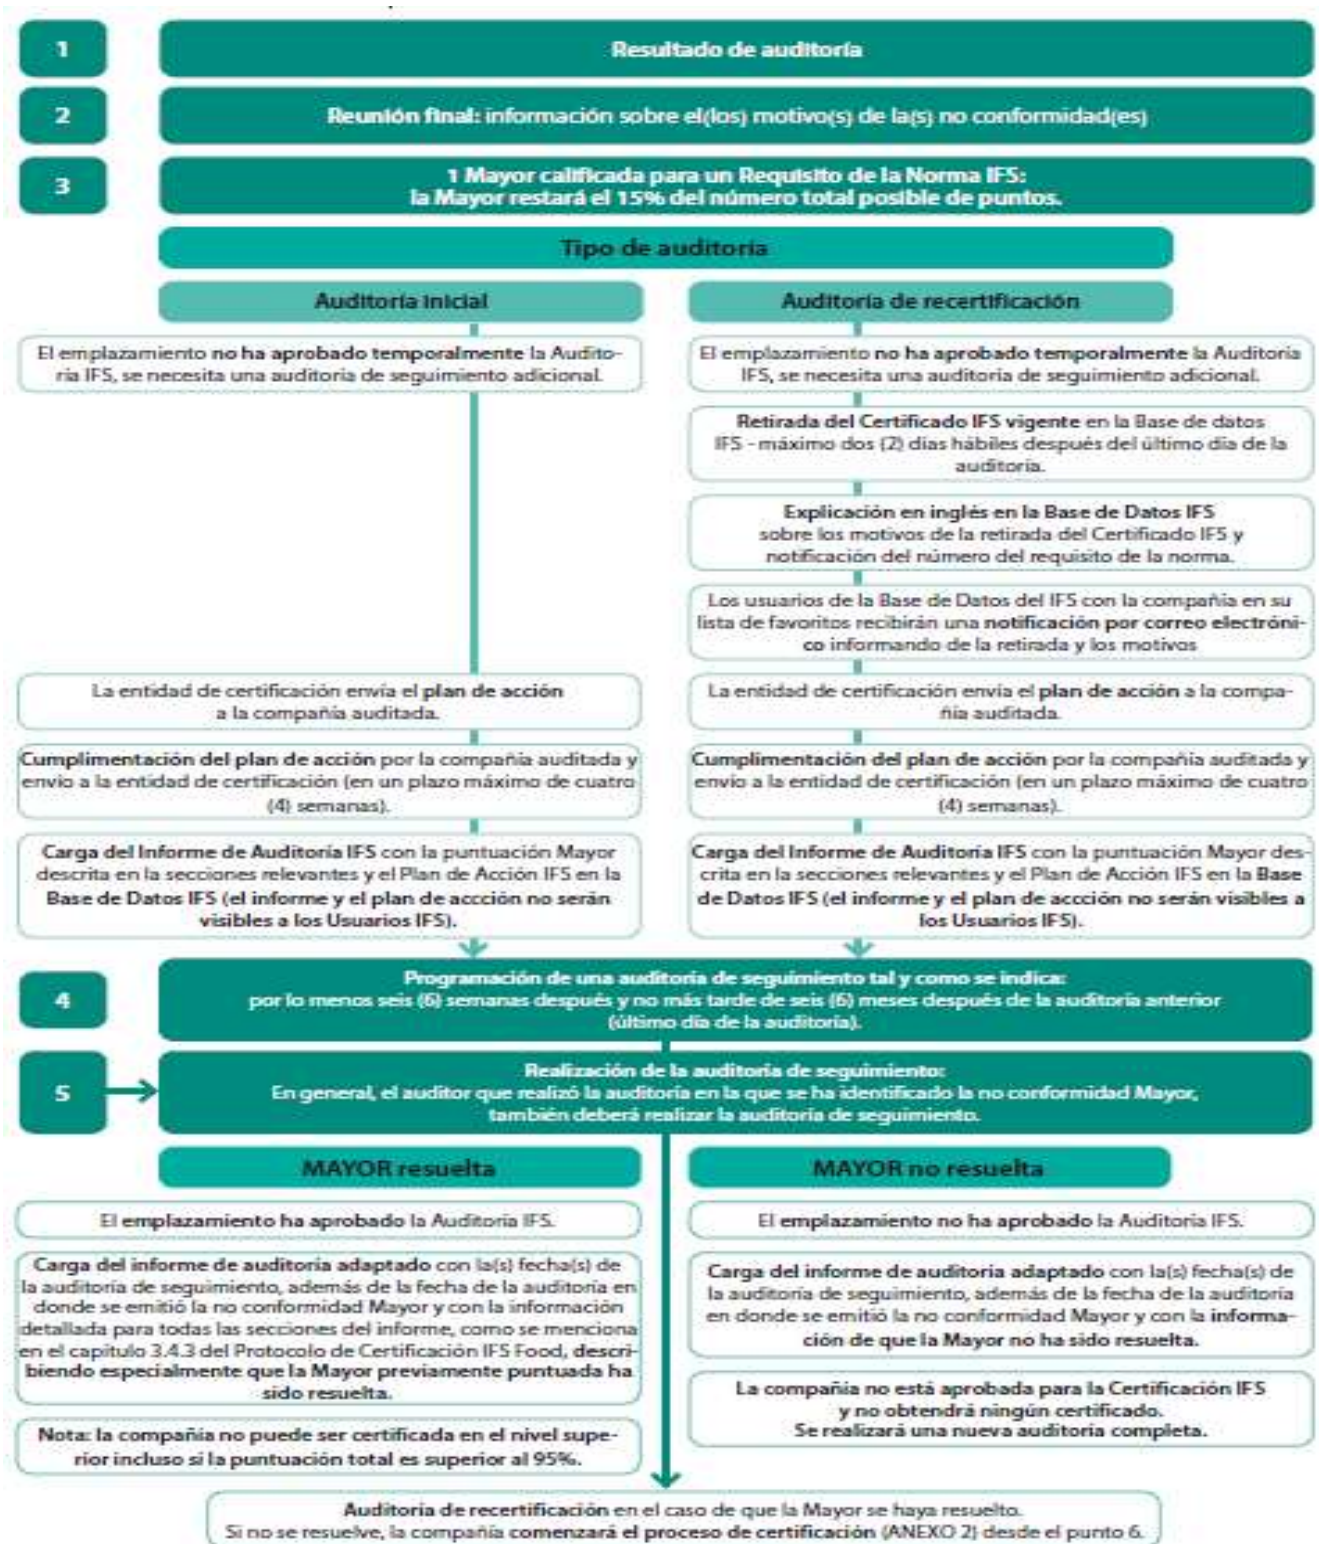 1
Resultado de auditoría
2
Reunión final: información sobre el(los) motivo(s) de la(s) no conformidad(es)
3
1 Mayor calificada para un Requisito de la Norma IFS:
la Mayor restará el 15% del número total posible de puntos.
Tipo de auditoría
Auditoría inicial
El emplazamiento no ha aprobado temporalmente la Audito-
ría IFS, se necesita una auditoría de seguimiento adicional.
La entidad de certificación envía el plan de acción
a la compañía auditada.
Cumplimentación del plan de acción por la compañía auditada y
envío a la entidad de certificación (en un plazo máximo de cuatro
(4) semanas).
Carga del Informe de Auditoría IFS con la puntuación Mayor
descrita en la secciones relevantes y el Plan de Acción IFS en la
Base de Datos IFS (el informe y el plan de accción no serán
visibles a los Usuarios IFS).
Auditoría de recertificación
El emplazamiento no ha aprobado temporalmente la Auditoría
IFS, se necesita una auditoría de seguimiento adicional.
Retirada del Certificado IFS vigente en la Base de datos
IFS - máximo dos (2) días hábiles después del último día de la
auditoría.
Explicación en inglés en la Base de Datos IFS
sobre los motivos de la retirada del Certificado IFS y
notificación del número del requisito de la norma.
Los usuarios de la Base de Datos del IFS con la compañía en su
lista de favoritos recibirán una notificación por correo electróni-
co informando de la retirada y los motivos
La entidad de certificación envía el plan de acción a la compa-
ñía auditada.
Cumplimentación del plan de acción por la compañía auditada y
envío a la entidad de certificación (en un plazo máximo de cuatro
(4) semanas).
Carga del Informe de Auditoría IFS con la puntuación Mayor des-
crita en la secciones relevantes y el Plan de Acción IFS en la Base
de Datos IFS (el informe y el plan de accción no serán visibles a
los Usuarios IFS).
4
Programación de una auditoría de seguimiento tal y como se indica:
por lo menos seis (6) semanas después y no más tarde de seis (6) meses después de la auditoría anterior
(último día de la auditoría).
5
Realización de la auditoría de seguimiento:
En general, el auditor que realizó la auditoría en la que se ha identificado la no conformidad Mayor,
también deberá realizar la auditoría de seguimiento.
MAYOR resuelta
El emplazamiento ha aprobado la Auditoría IFS.
Carga del informe de auditoría adaptado con la(s) fecha(s) de
la auditoría de seguimiento, además de la fecha de la auditoría en
donde se emitió la no conformidad Mayor y con la información
detallada para todas las secciones del informe, como se menciona
en el capítulo 3.4.3 del Protocolo de Certificación IFS Food, descri-
biendo especialmente que la Mayor previamente puntuada ha
sido resuelta.
Nota: la compañía no puede ser certificada en el nivel supe-
rior incluso si la puntuación total es superior al 95%.
MAYOR no resuelta
El emplazamiento no ha aprobado la Auditoría IFS.
Carga del informe de auditoría adaptado con la(s) fecha(s) de
la auditoría de seguimiento, además de la fecha de la auditoría
en donde se emitió la no conformidad Mayor y con la informa-
ción de que la Mayor no ha sido resuelta.
La compañía no está aprobada para la Certificación IFS
y no obtendrá ningún certificado.
Se realizará una nueva auditoría completa.
Auditoría de recertificación en el caso de que la Mayor se haya resuelto.
Si no se resuelve, la compañía comenzará el proceso de certificación (ANEXO 2) desde el punto 6.